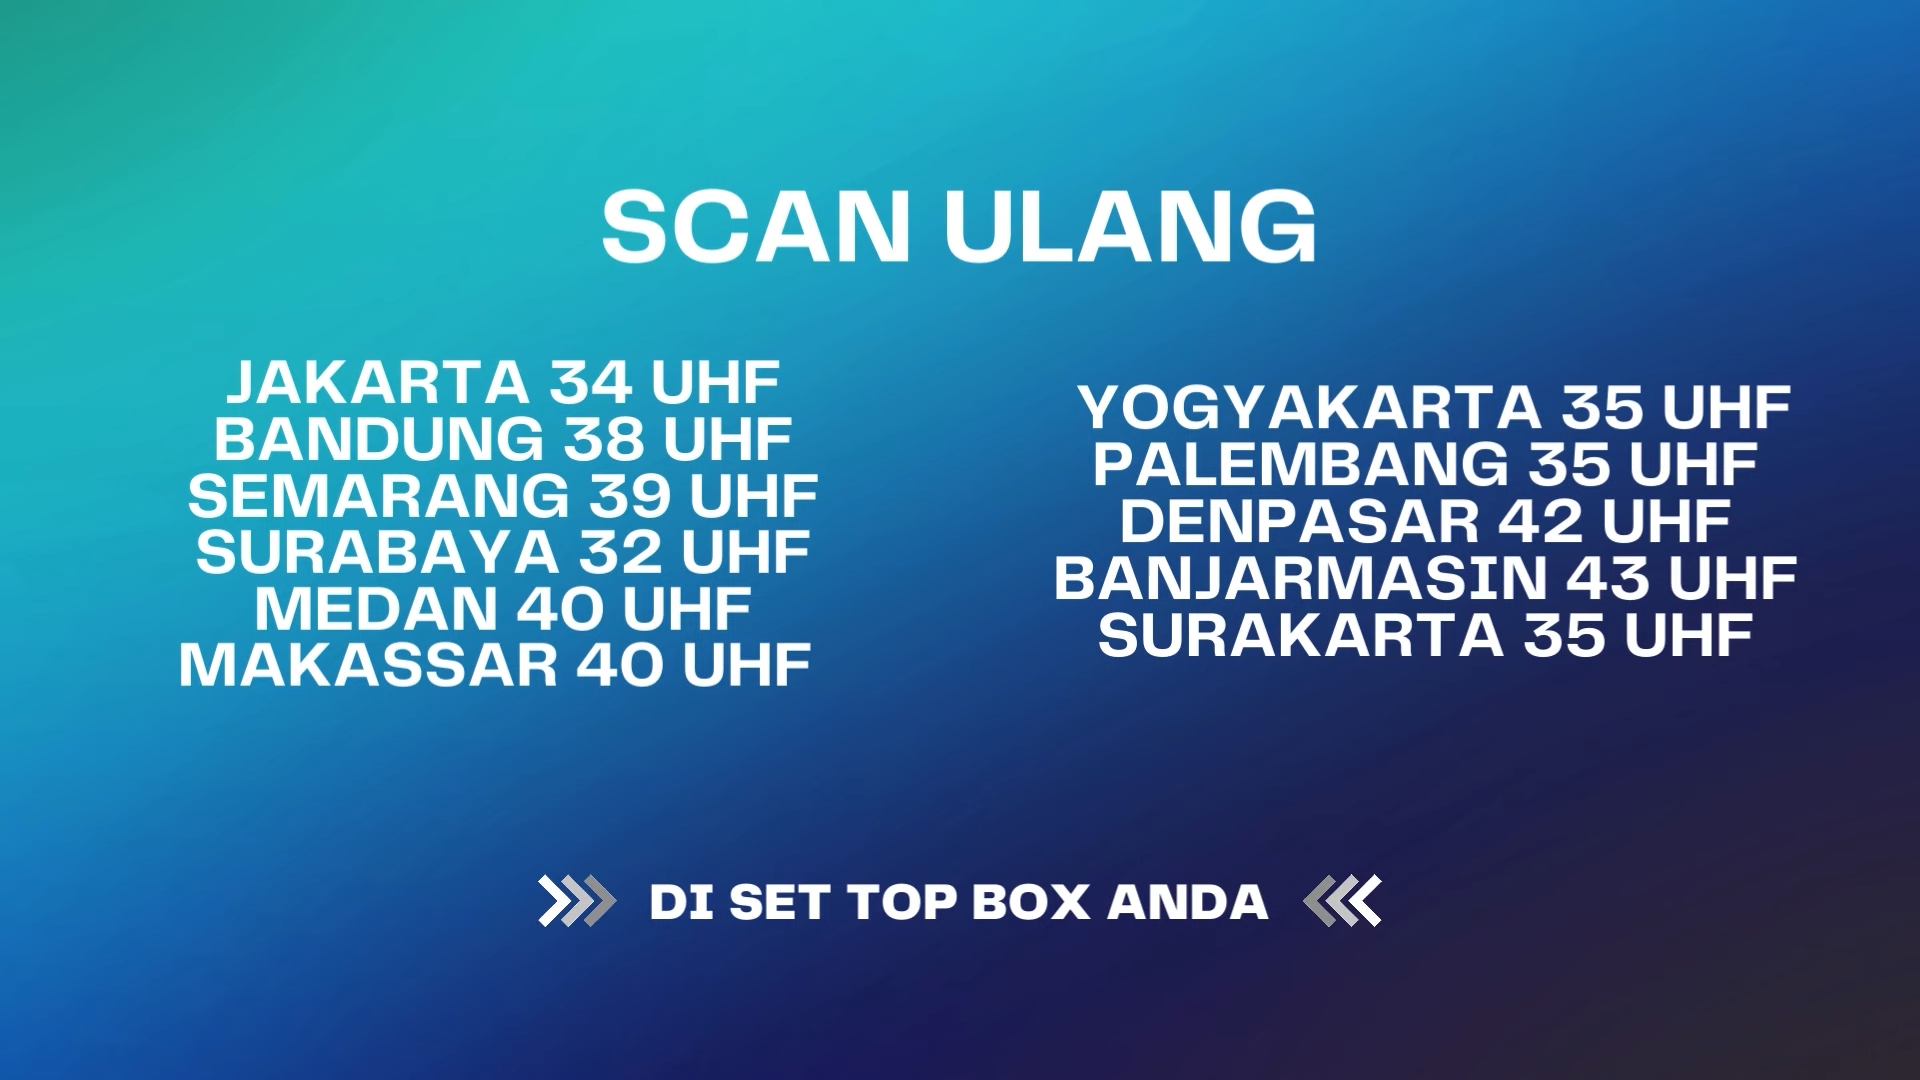 SCAN ULANG
JAKARTA 34 UHF
BANDUNG 38 UHF
SEMARANG 39 UHF
SURABAYA 32 UHF
MEDAN 40 UHF
MAKASSAR 40 UHF
YOGYAKARTA 35 UHF
PALEMBANG 35 UHF
DENPASAR 42 UHF
BANJARMASIN 43 UHF
SURAKARTA 35 UHF
DI SET TOP BOX ANDA